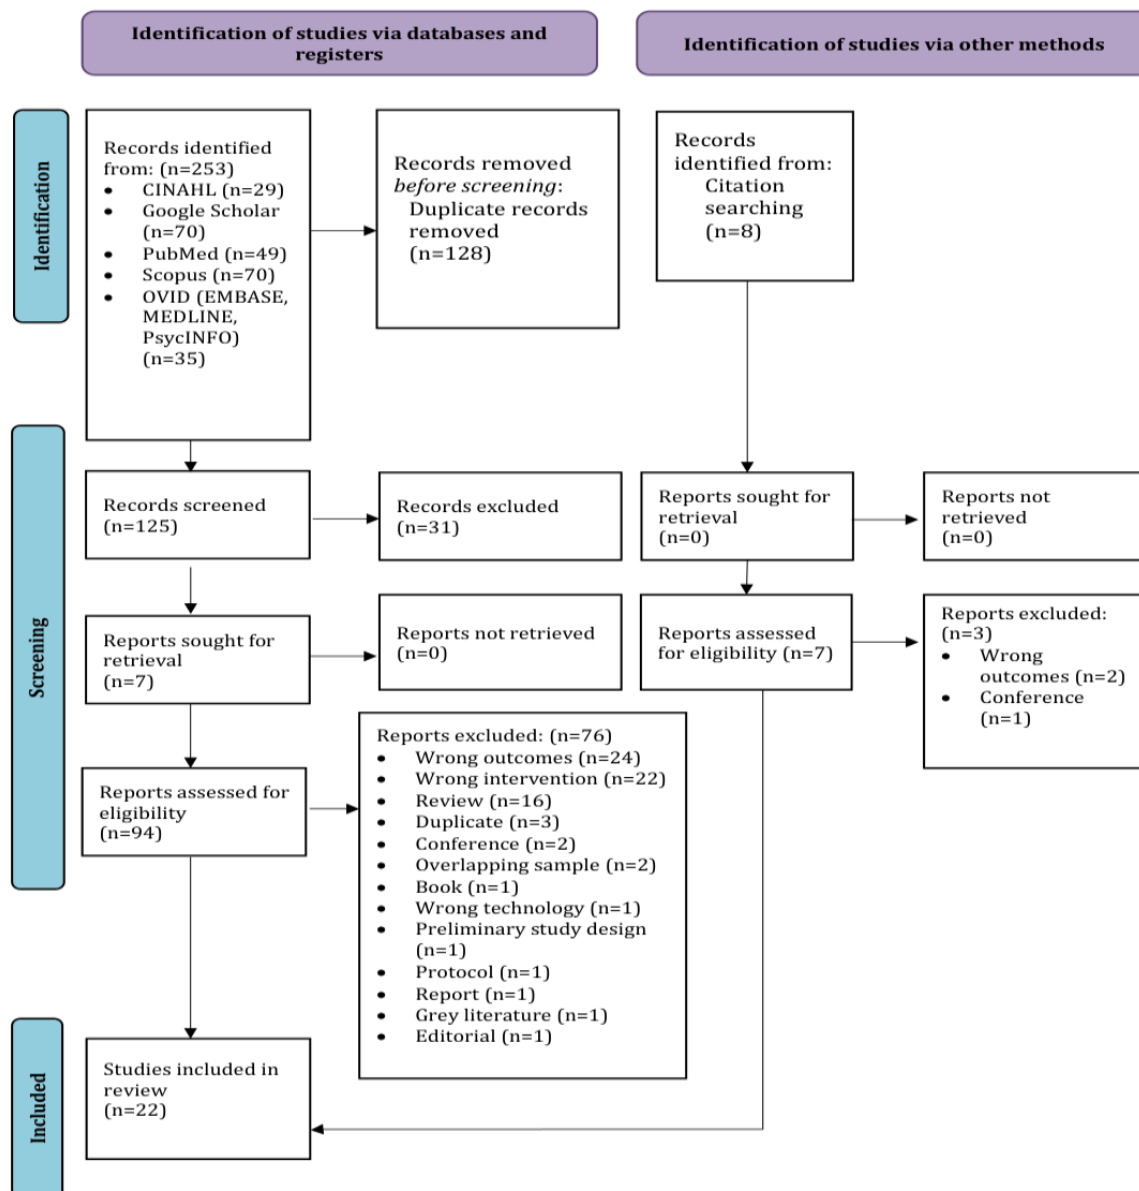 Identification of studies via databases and
registers
Identification of studies via other methods
Identification
Records identified
from: (n=253)
• CINAHL (n=29)
• Google Scholar
(n=70)
• PubMed (n=49)
• Scopus (n=70)
• OVID (EMBASE,
MEDLINE,
PsycINFO)
(n=35)
Records removed
before screening:
Duplicate records
removed
(n=128)
Records
identified from:
Citation
searching
(n=8)
Screening
Records screened
(n=125)
Records excluded
(n=31)
Reports sought for
retrieval
(n=0)
Reports not
retrieved
(n=0)
Reports sought for
retrieval
(n=7)
Reports not retrieved
(n=0)
Reports assessed
for eligibility (n=7)
Reports excluded:
(n=3)
• Wrong
outcomes (n=2)
• Conference
(n=1)
Reports assessed for
eligibility
(n=94)
Reports excluded: (n=76)
• Wrong outcomes (n=24)
• Wrong intervention (n=22)
• Review (n=16)
• Duplicate (n=3)
• Conference (n=2)
• Overlapping sample (n=2)
• Book (n=1)
• Wrong technology (n=1)
• Preliminary study design
(n=1)
• Protocol (n=1)
• Report (n=1)
• Grey literature (n=1)
• Editorial (n=1)
Included
Studies included in
review
(n=22)